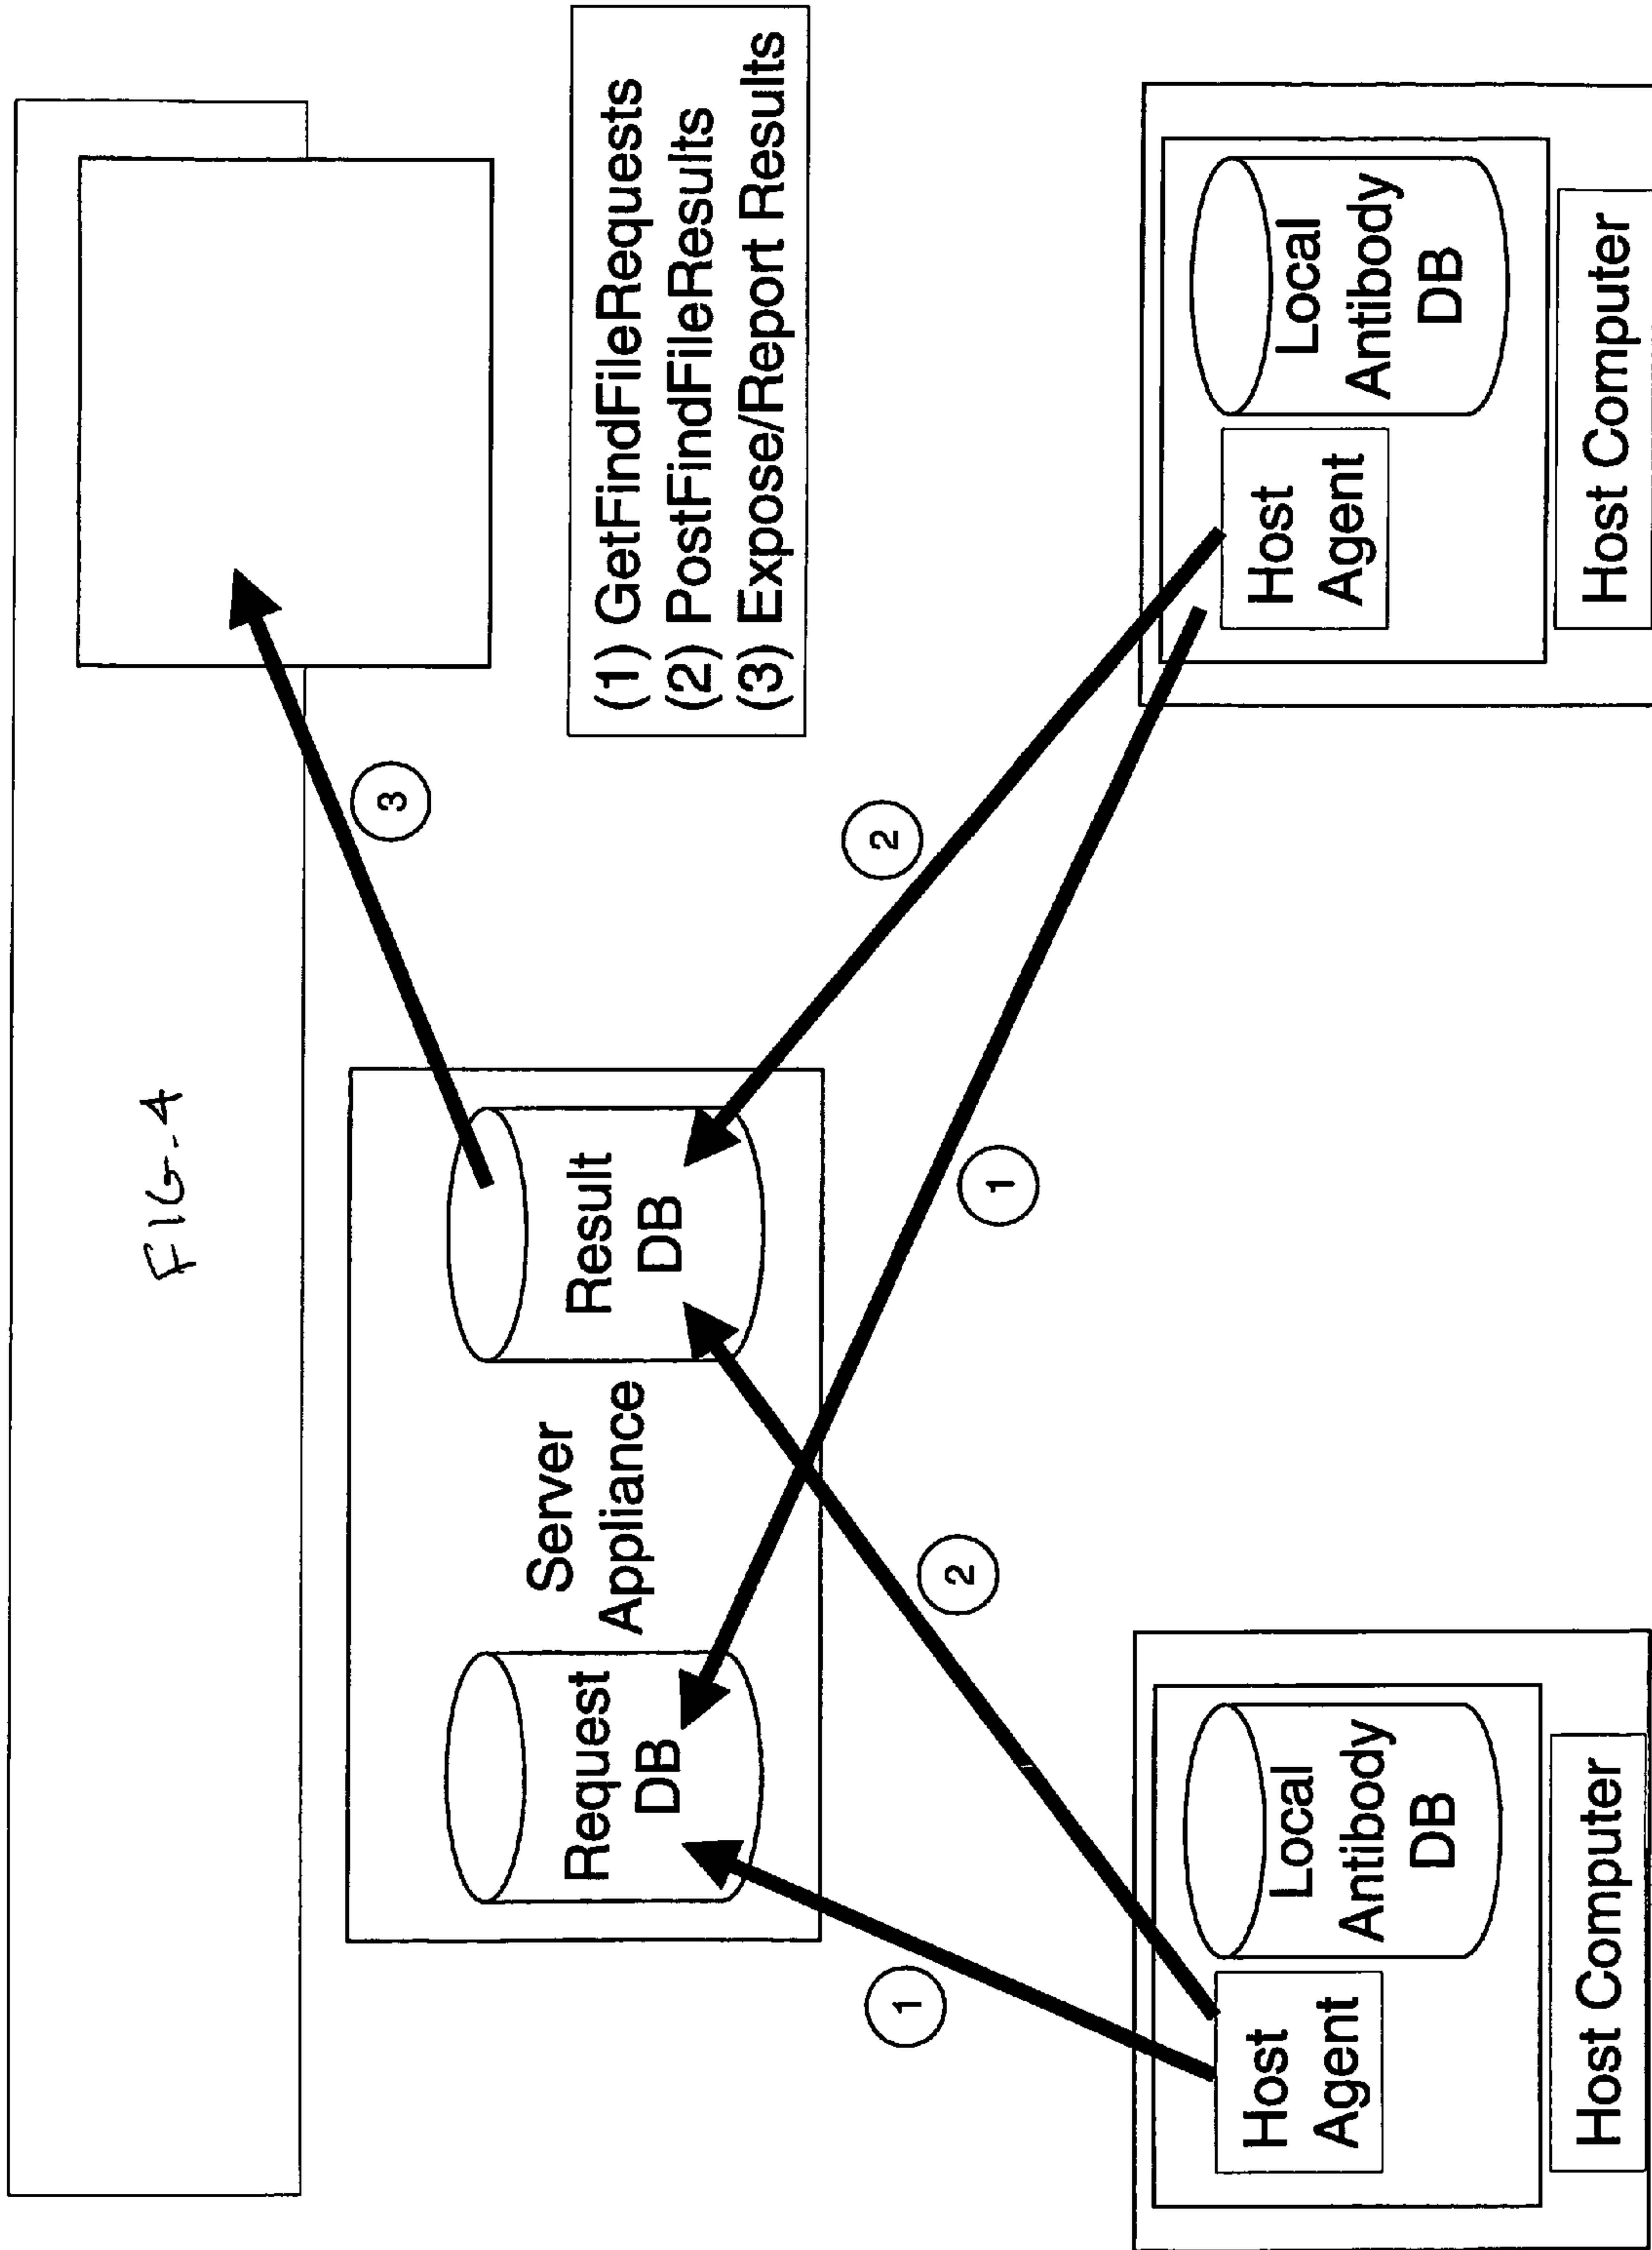 FIG-4
3
(1) GetFindFileRequests
(2) PostFindFileResults
(3) Expose/Report Results
Request
DB
Server
Appliance
Result
DB
1
2
1
2
Host
Agent
Local
Antibody
DB
Host Computer
Host
Agent
Local
Antibody
DB
Host Computer